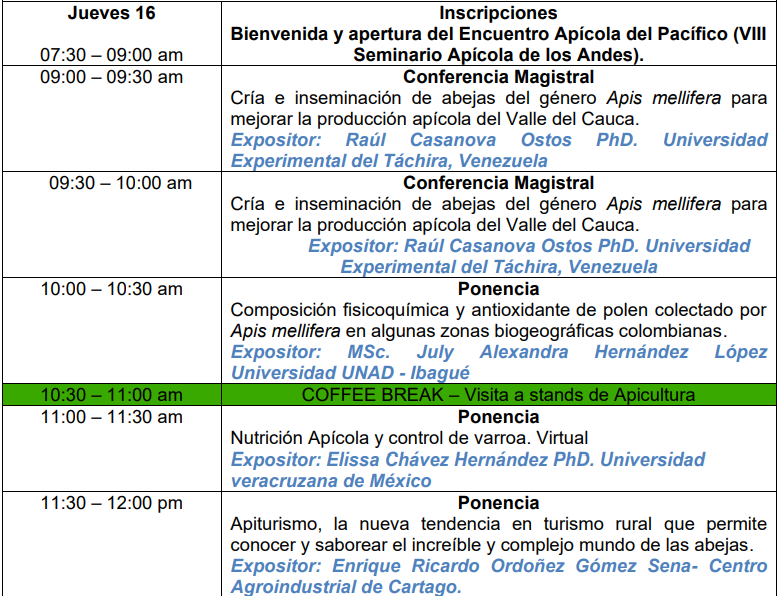 Jueves 16
07:30 – 09:00 am
Inscripciones
Bienvenida y apertura del Encuentro Apícola del Pacífico (VIII
Seminario Apícola de los Andes).
09:00 – 09:30 am
Conferencia Magistral
Cría e inseminación de abejas del género Apis mellifera para
mejorar la producción apícola del Valle del Cauca.
Expositor: Raúl Casanova Ostos PhD. Universidad
Experimental del Táchira, Venezuela
09:30 – 10:00 am
Conferencia Magistral
Cría e inseminación de abejas del género Apis mellifera para
mejorar la producción apícola del Valle del Cauca.
Expositor: Raúl Casanova Ostos PhD. Universidad
Experimental del Táchira, Venezuela
10:00 – 10:30 am
Ponencia
Composición fisicoquímica y antioxidante de polen colectado por
Apis mellifera en algunas zonas biogeográficas colombianas.
Expositor: MSc. July Alexandra Hernández López
Universidad UNAD - Ibagué
10:30 – 11:00 am
COFFEE BREAK – Visita a stands de Apicultura
11:00 – 11:30 am
Ponencia
Nutrición Apícola y control de varroa. Virtual
Expositor: Elissa Chávez Hernández PhD. Universidad
veracruzana de México
11:30 – 12:00 pm
Ponencia
Apiturismo, la nueva tendencia en turismo rural que permite
conocer y saborear el increíble y complejo mundo de las abejas.
Expositor: Enrique Ricardo Ordoñez Gómez Sena- Centro
Agroindustrial de Cartago.